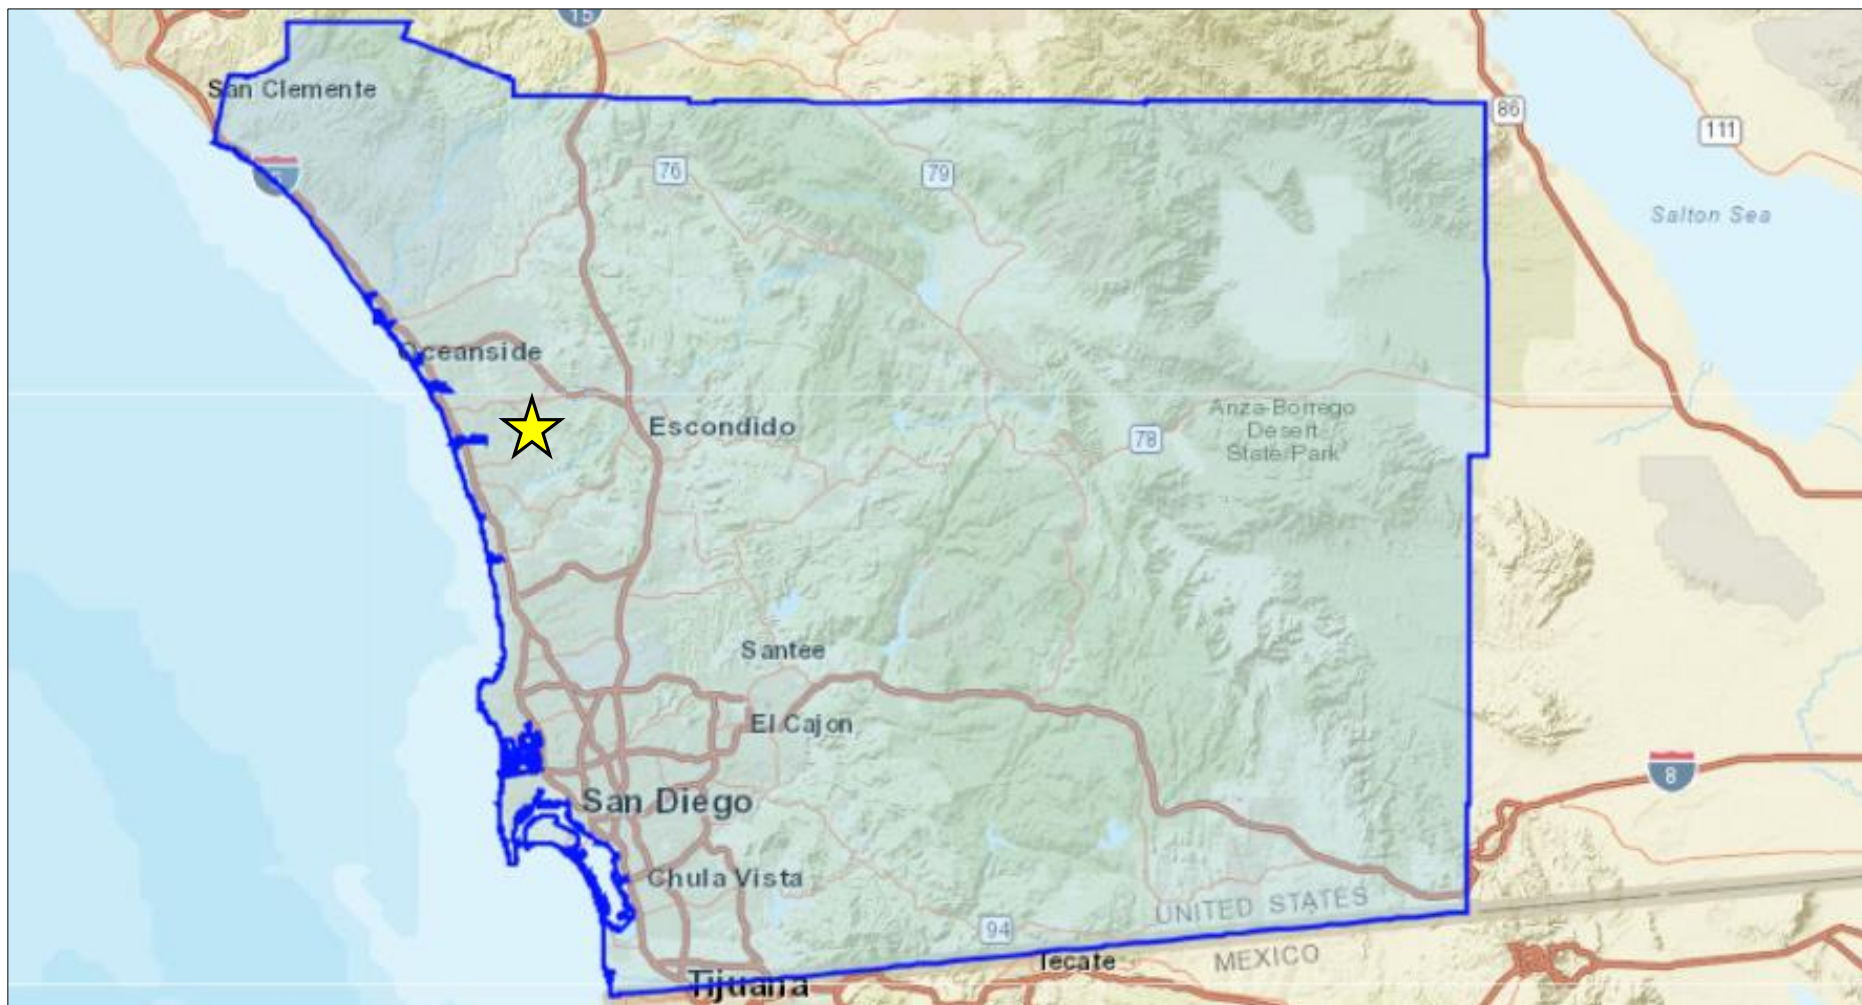 15
San Clemente
86
111
5
76
79
Salton Sea
Oceanside
Escondido
78
Anza-Borrego
Desert
State/Park
Santee
El Cajon
8
San Diego
Chula Vista
UNITED STATES
94
Tecate
MEXICO
Tijuana